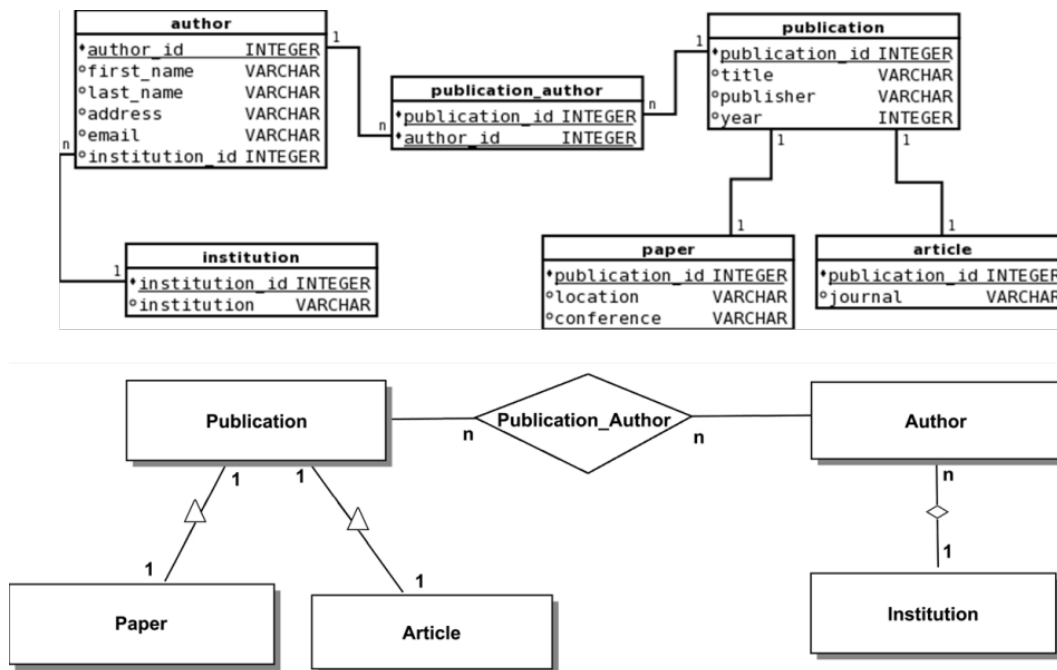 author
author_id INTEGER
first_name VARCHAR
last_name VARCHAR
address VARCHAR
email VARCHAR
institution_id INTEGER
1
n
n
publication_author
publication_id INTEGER
author_id INTEGER
n
1
publication
publication_id INTEGER
title VARCHAR
publisher VARCHAR
year INTEGER
1
1
1
institution
institution_id INTEGER
institution VARCHAR
1
paper
publication_id INTEGER
location VARCHAR
conference VARCHAR
1
article
publication_id INTEGER
journal VARCHAR
Publication
n
Publication_Author
n
Author
1
1
n
1
1
1
Paper
Article
Institution